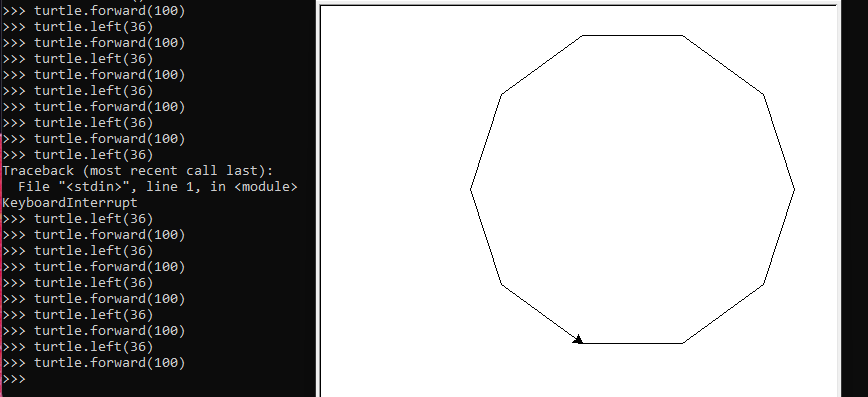 >>> turtle.forward(100)
>>> turtle.left(36)
>>> turtle.forward(100)
>>> turtle.left(36)
>>> turtle.forward(100)
>>> turtle.left(36)
>>> turtle.forward(100)
>>> turtle.left(36)
>>> turtle.forward(100)
>>> turtle.left(36)
Traceback (most recent call last):
  File "<stdin>", line 1, in <module>
KeyboardInterrupt
>>> turtle.left(36)
>>> turtle.forward(100)
>>> turtle.left(36)
>>> turtle.forward(100)
>>> turtle.left(36)
>>> turtle.forward(100)
>>> turtle.left(36)
>>> turtle.forward(100)
>>> turtle.left(36)
>>> turtle.forward(100)
>>>